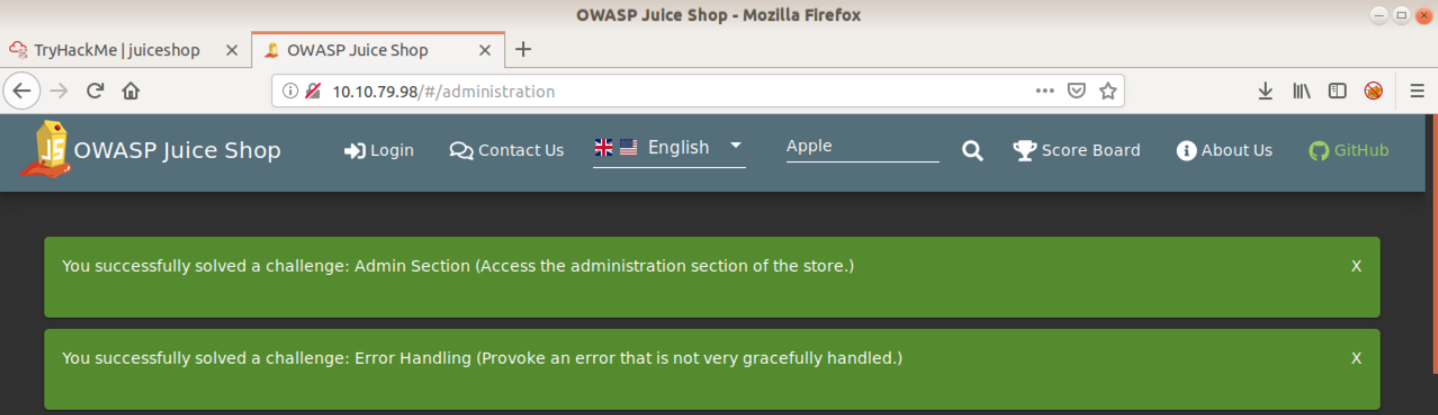 OWASP Juice Shop - Mozilla Firefox
TryHackMe | juiceshop
OWASP Juice Shop
10.10.79.98/#/administration
JS OWASP Juice Shop Login Contact Us English Apple Score Board About Us GitHub
You successfully solved a challenge: Admin Section (Access the administration section of the store.) X
You successfully solved a challenge: Error Handling (Provoke an error that is not very gracefully handled.) X